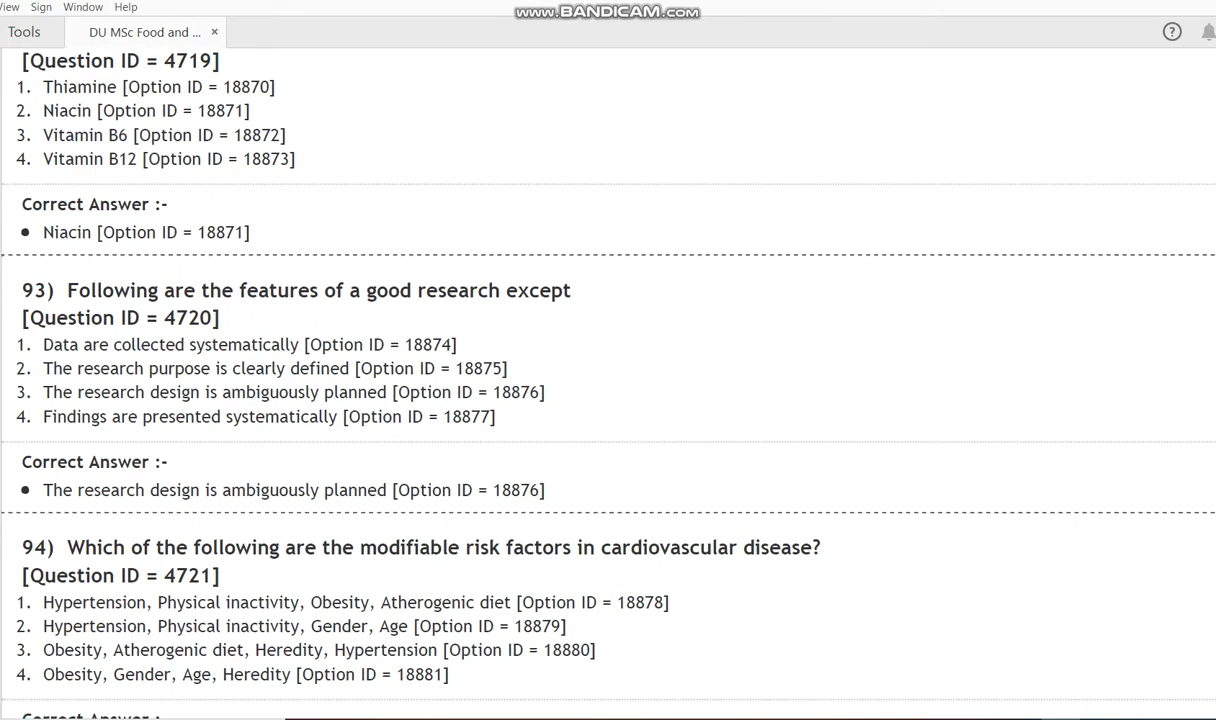 View Sign Window Help
www.BANDICAM.com
Tools DU MSc Food and ... ×
[Question ID = 4719]
1. Thiamine [Option ID = 18870]
2. Niacin [Option ID = 18871]
3. Vitamin B6 [Option ID = 18872]
4. Vitamin B12 [Option ID = 18873]
Correct Answer :-
• Niacin [Option ID = 18871]
93) Following are the features of a good research except
[Question ID = 4720]
1. Data are collected systematically [Option ID = 18874]
2. The research purpose is clearly defined [Option ID = 18875]
3. The research design is ambiguously planned [Option ID = 18876]
4. Findings are presented systematically [Option ID = 18877]
Correct Answer :-
• The research design is ambiguously planned [Option ID = 18876]
94) Which of the following are the modifiable risk factors in cardiovascular disease?
[Question ID = 4721]
1. Hypertension, Physical inactivity, Obesity, Atherogenic diet [Option ID = 18878]
2. Hypertension, Physical inactivity, Gender, Age [Option ID = 18879]
3. Obesity, Atherogenic diet, Heredity, Hypertension [Option ID = 18880]
4. Obesity, Gender, Age, Heredity [Option ID = 18881]
Correct Answer :-